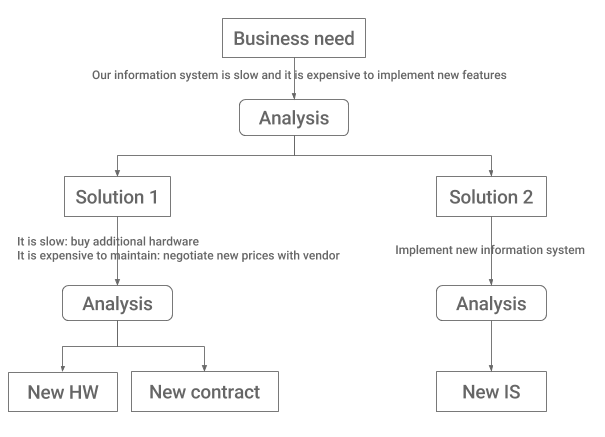 Business need
Our information system is slow and it is expensive to implement new features
Analysis
Solution 1
Solution 2
It is slow: buy additional hardware
It is expensive to maintain: negotiate new prices with vendor
Implement new information system
Analysis
Analysis
New HW
New contract
New IS